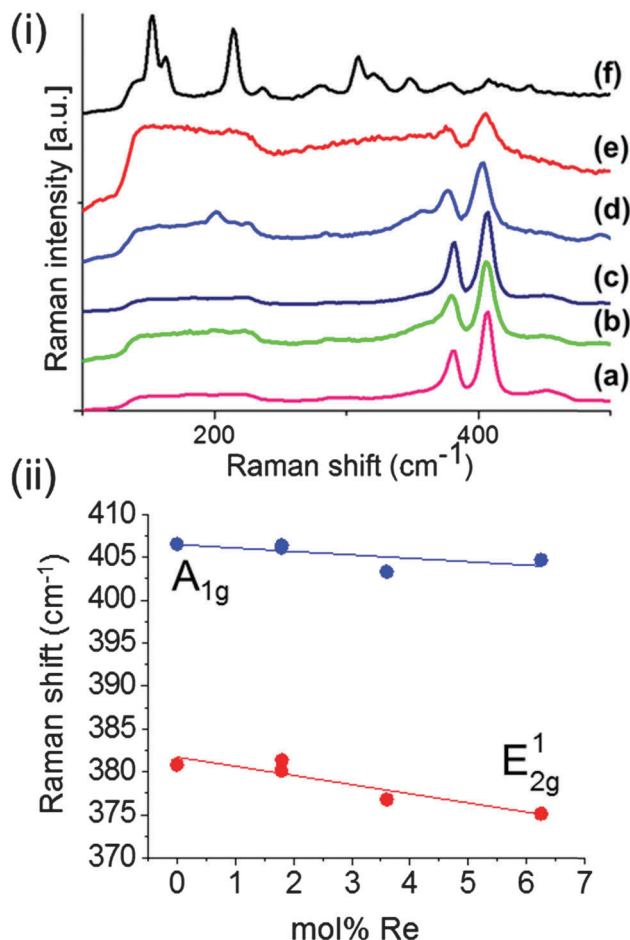 (i)
(f)
(e)
(d)
(c)
(b)
(a)
Raman intensity [a.u.]
200
400
Raman shift (cm⁻¹)
(ii)
410
405
400
395
390
385
380
375
370
A₁g
E¹₂g
Raman shift (cm⁻¹)
0 1 2 3 4 5 6 7
mol% Re